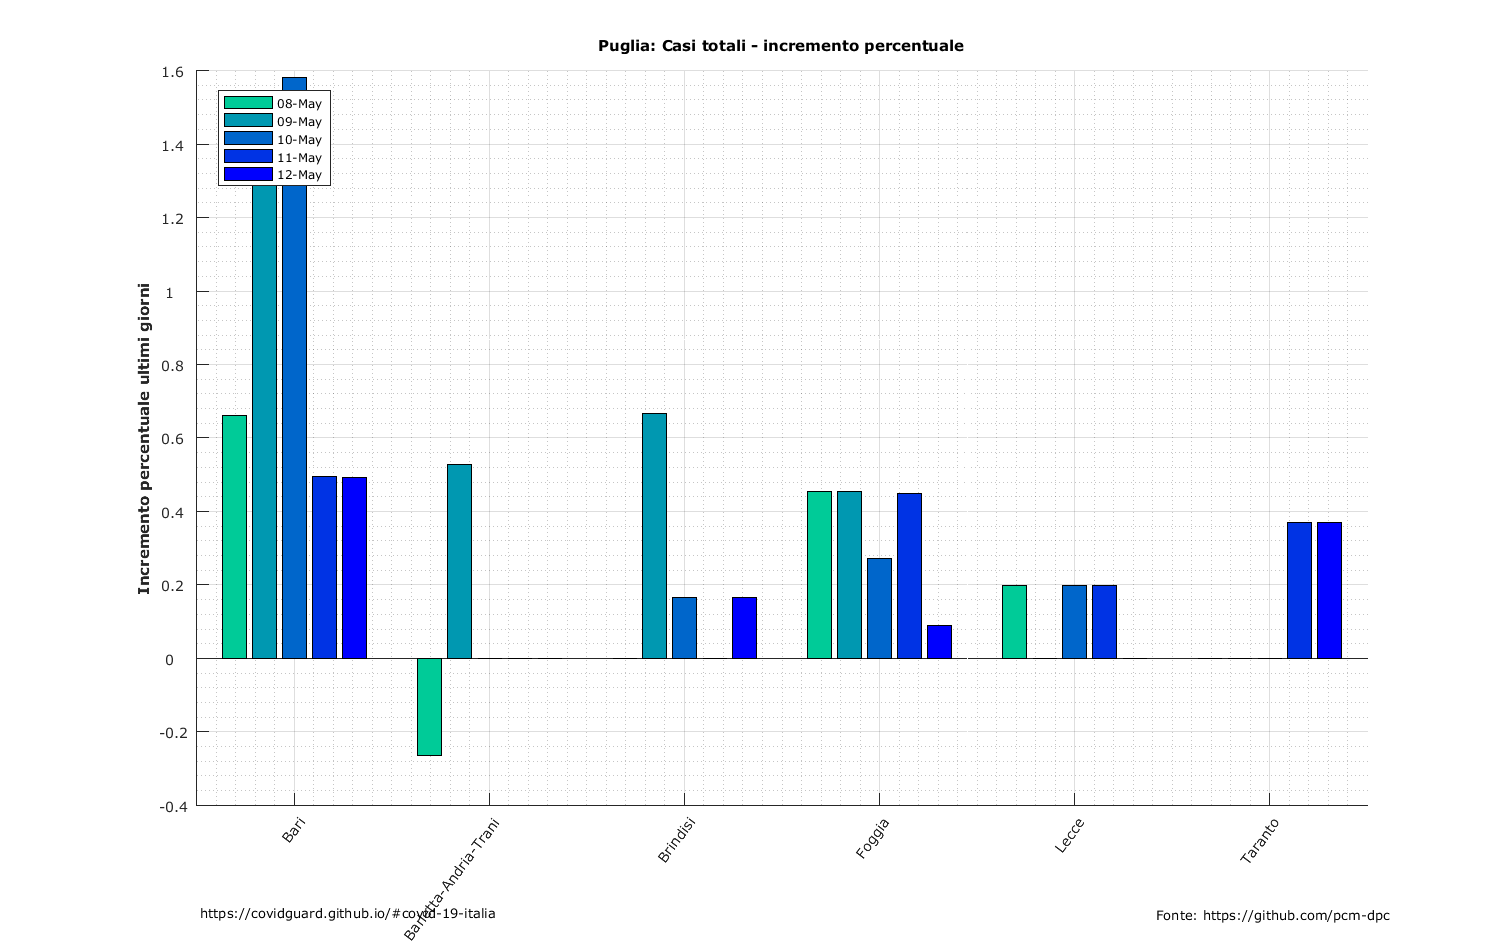 Puglia: Casi totali - incremento percentuale
Incremento percentuale ultimi giorni
1.6
1.4
1.2
1
0.8
0.6
0.4
0.2
0
-0.2
-0.4
08-May
09-May
10-May
11-May
12-May
Bari
Barletta-Andria-Trani
Brindisi
Foggia
Lecce
Taranto
https://covidguard.github.io/#covid-19-italia
Fonte: https://github.com/pcm-dpc